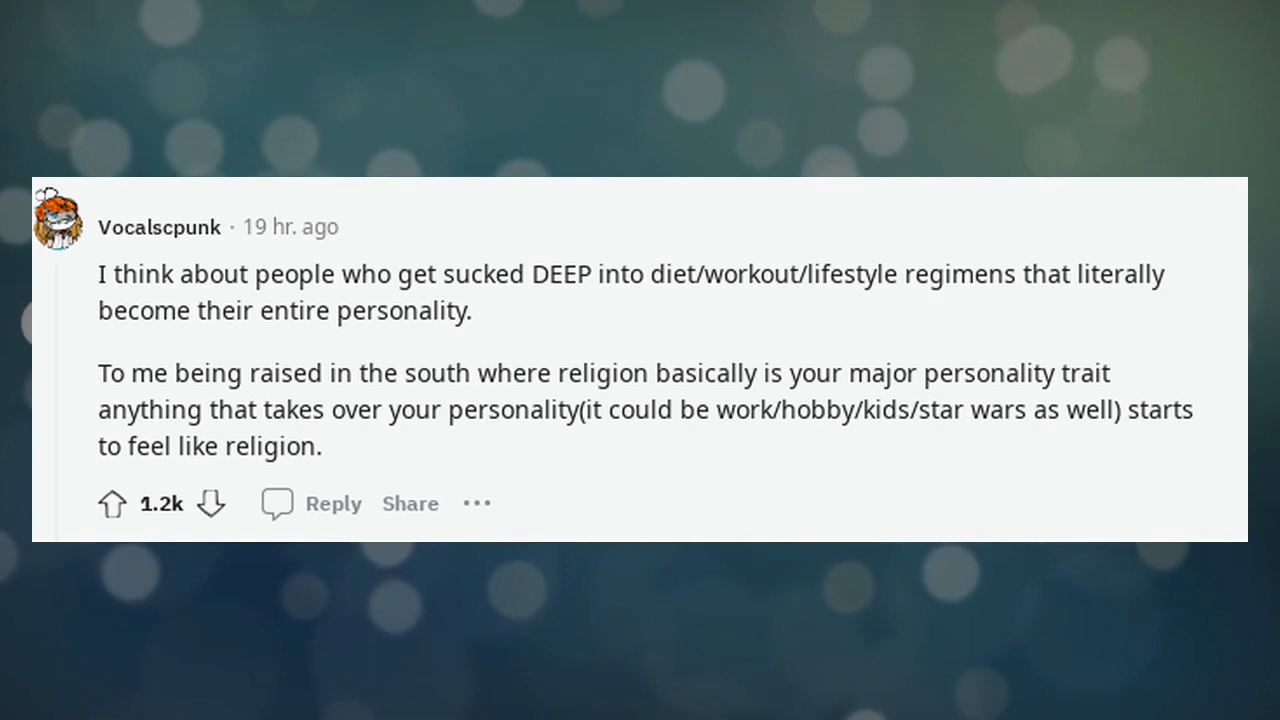 Vocalscpunk · 19 hr. ago
I think about people who get sucked DEEP into diet/workout/lifestyle regimens that literally
become their entire personality.
To me being raised in the south where religion basically is your major personality trait
anything that takes over your personality(it could be work/hobby/kids/star wars as well) starts
to feel like religion.
1.2k Reply Share ···